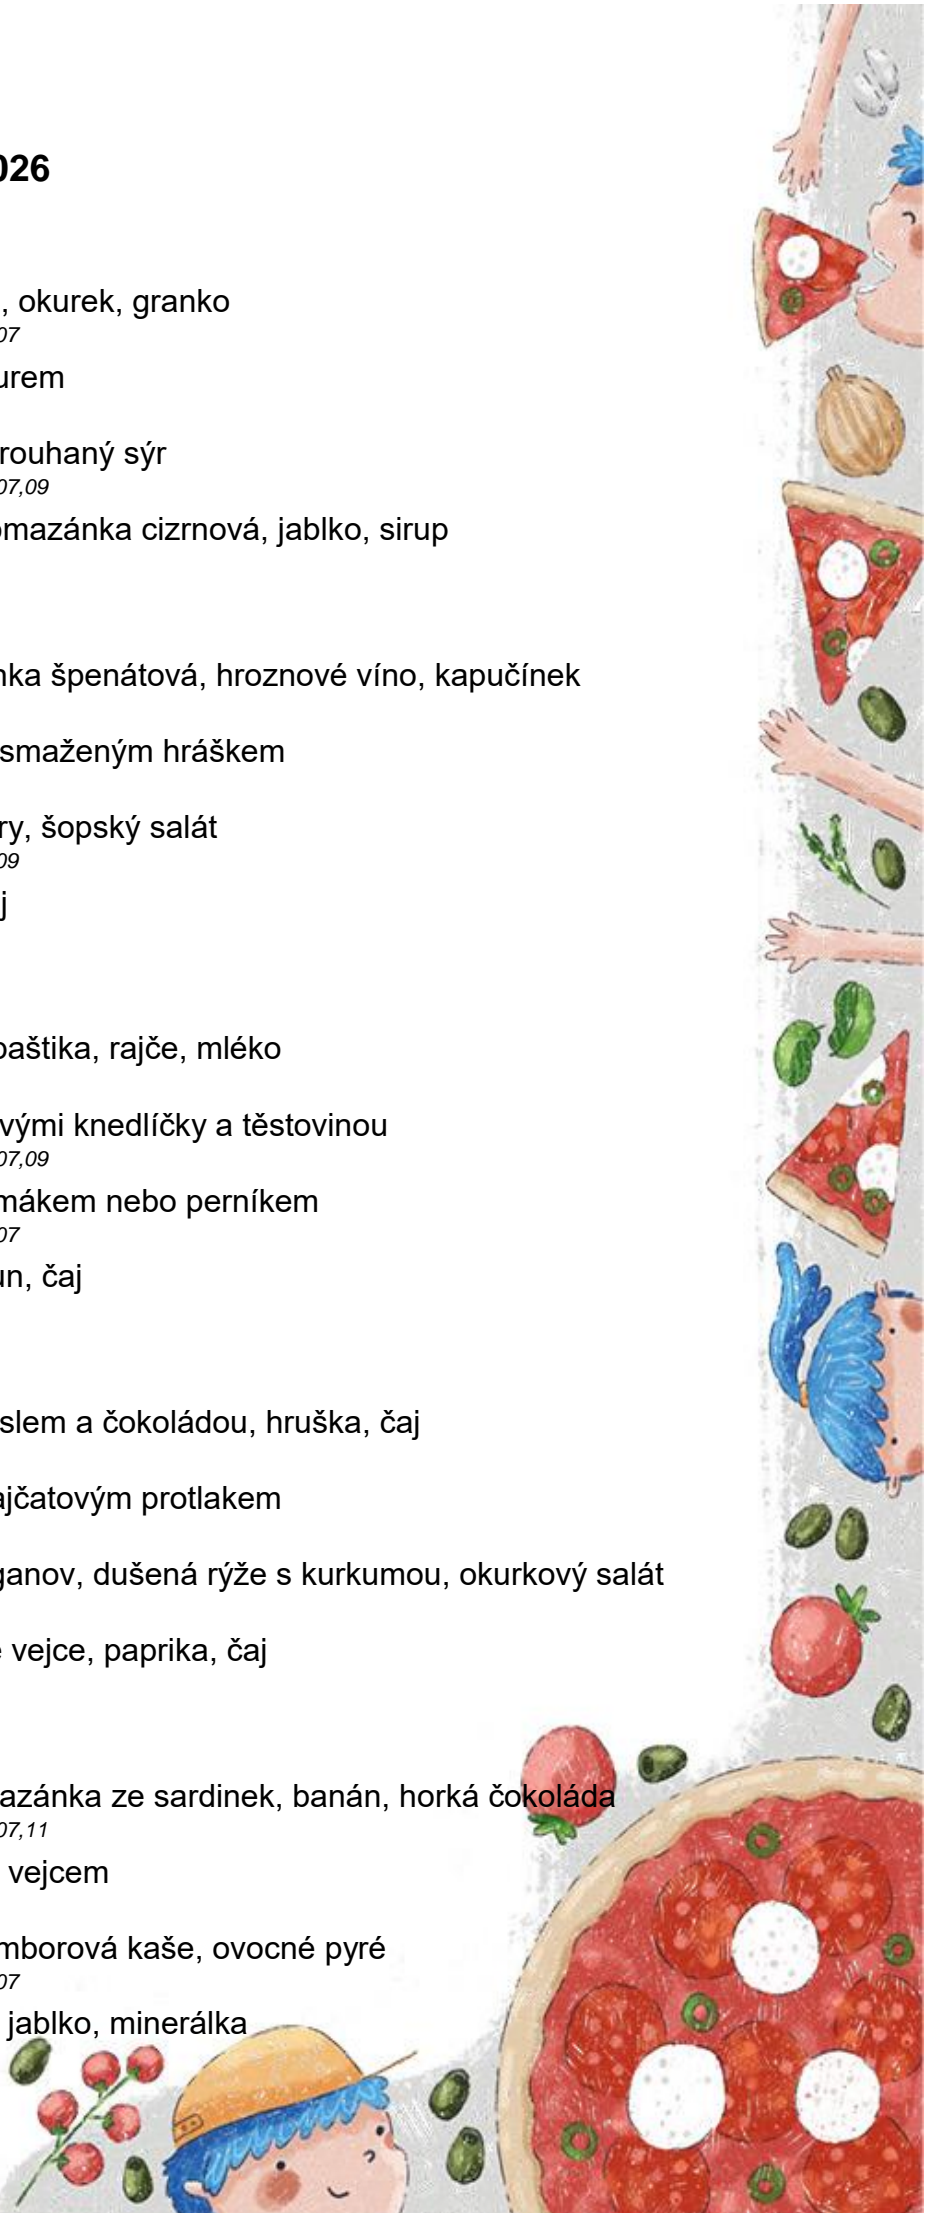 026
, okurek, granko
07
urem
rouhaný sýr
07,09
omazánka cizrnová, jablko, sirup
nka špenátová, hroznové víno, kapučínek
smaženým hráškem
ry, šopský salát
09
j
paštika, rajče, mléko
vými knedlíčky a těstovinou
07,09
mákem nebo perníkem
07
un, čaj
slem a čokoládou, hruška, čaj
ajčatovým protlakem
ganov, dušená rýže s kurkumou, okurkový salát
é vejce, paprika, čaj
azánka ze sardinek, banán, horká čokoláda
07,11
vejcem
mborová kaše, ovocné pyré
07
jablko, minerálka